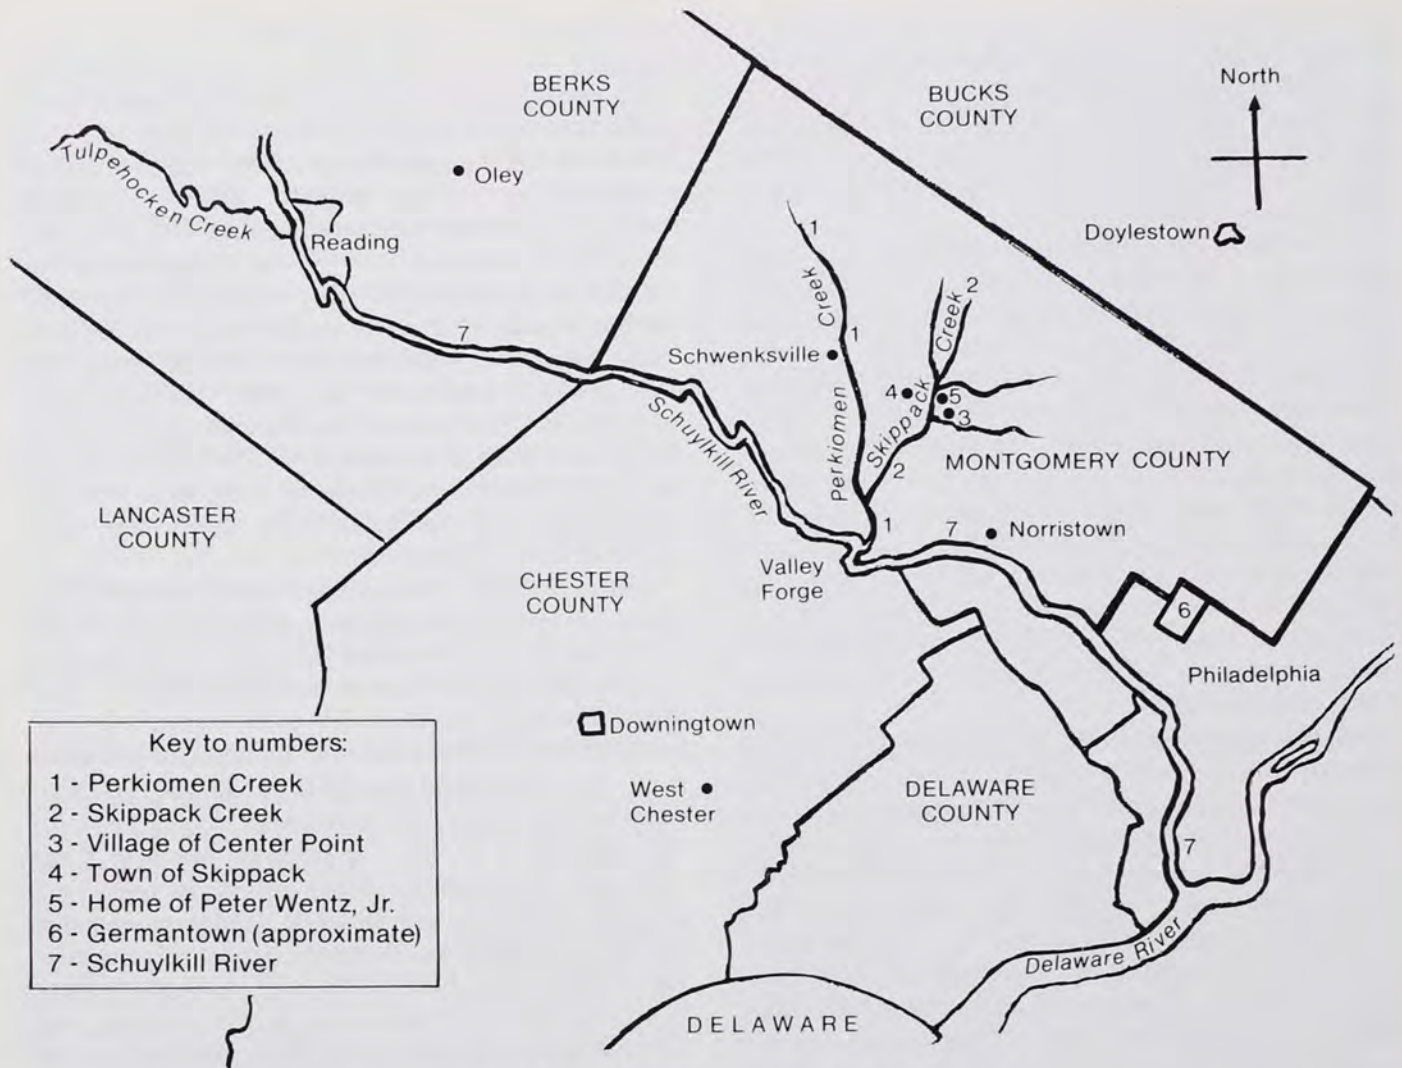 BERKS
COUNTY
BUCKS
COUNTY
North
Tulpehocken Creek
Oley
Reading
Doylestown
1
Creek
2
Creek
7
1
Schwenksville
4
5
3
Skippack
Perkiomen
Schuylkill River
2
MONTGOMERY COUNTY
LANCASTER
COUNTY
1
7
Norristown
CHESTER
COUNTY
Valley
Forge
6
Philadelphia
Downingtown
West
Chester
DELAWARE
COUNTY
7
Delaware River
DELAWARE
Key to numbers:
1 - Perkiomen Creek
2 - Skippack Creek
3 - Village of Center Point
4 - Town of Skippack
5 - Home of Peter Wentz, Jr.
6 - Germantown (approximate)
7 - Schuylkill River